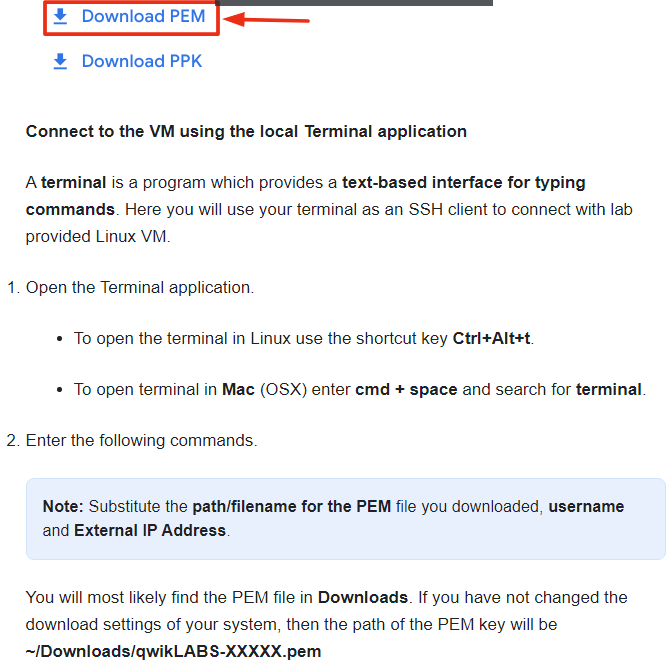 Download PEM
Download PPK
Connect to the VM using the local Terminal application
A terminal is a program which provides a text-based interface for typing
commands. Here you will use your terminal as an SSH client to connect with lab
provided Linux VM.
1. Open the Terminal application.
• To open the terminal in Linux use the shortcut key Ctrl+Alt+t.
• To open terminal in Mac (OSX) enter cmd + space and search for terminal.
2. Enter the following commands.
Note: Substitute the path/filename for the PEM file you downloaded, username
and External IP Address.
You will most likely find the PEM file in Downloads. If you have not changed the
download settings of your system, then the path of the PEM key will be
~/Downloads/qwikLABS-XXXXX.pem